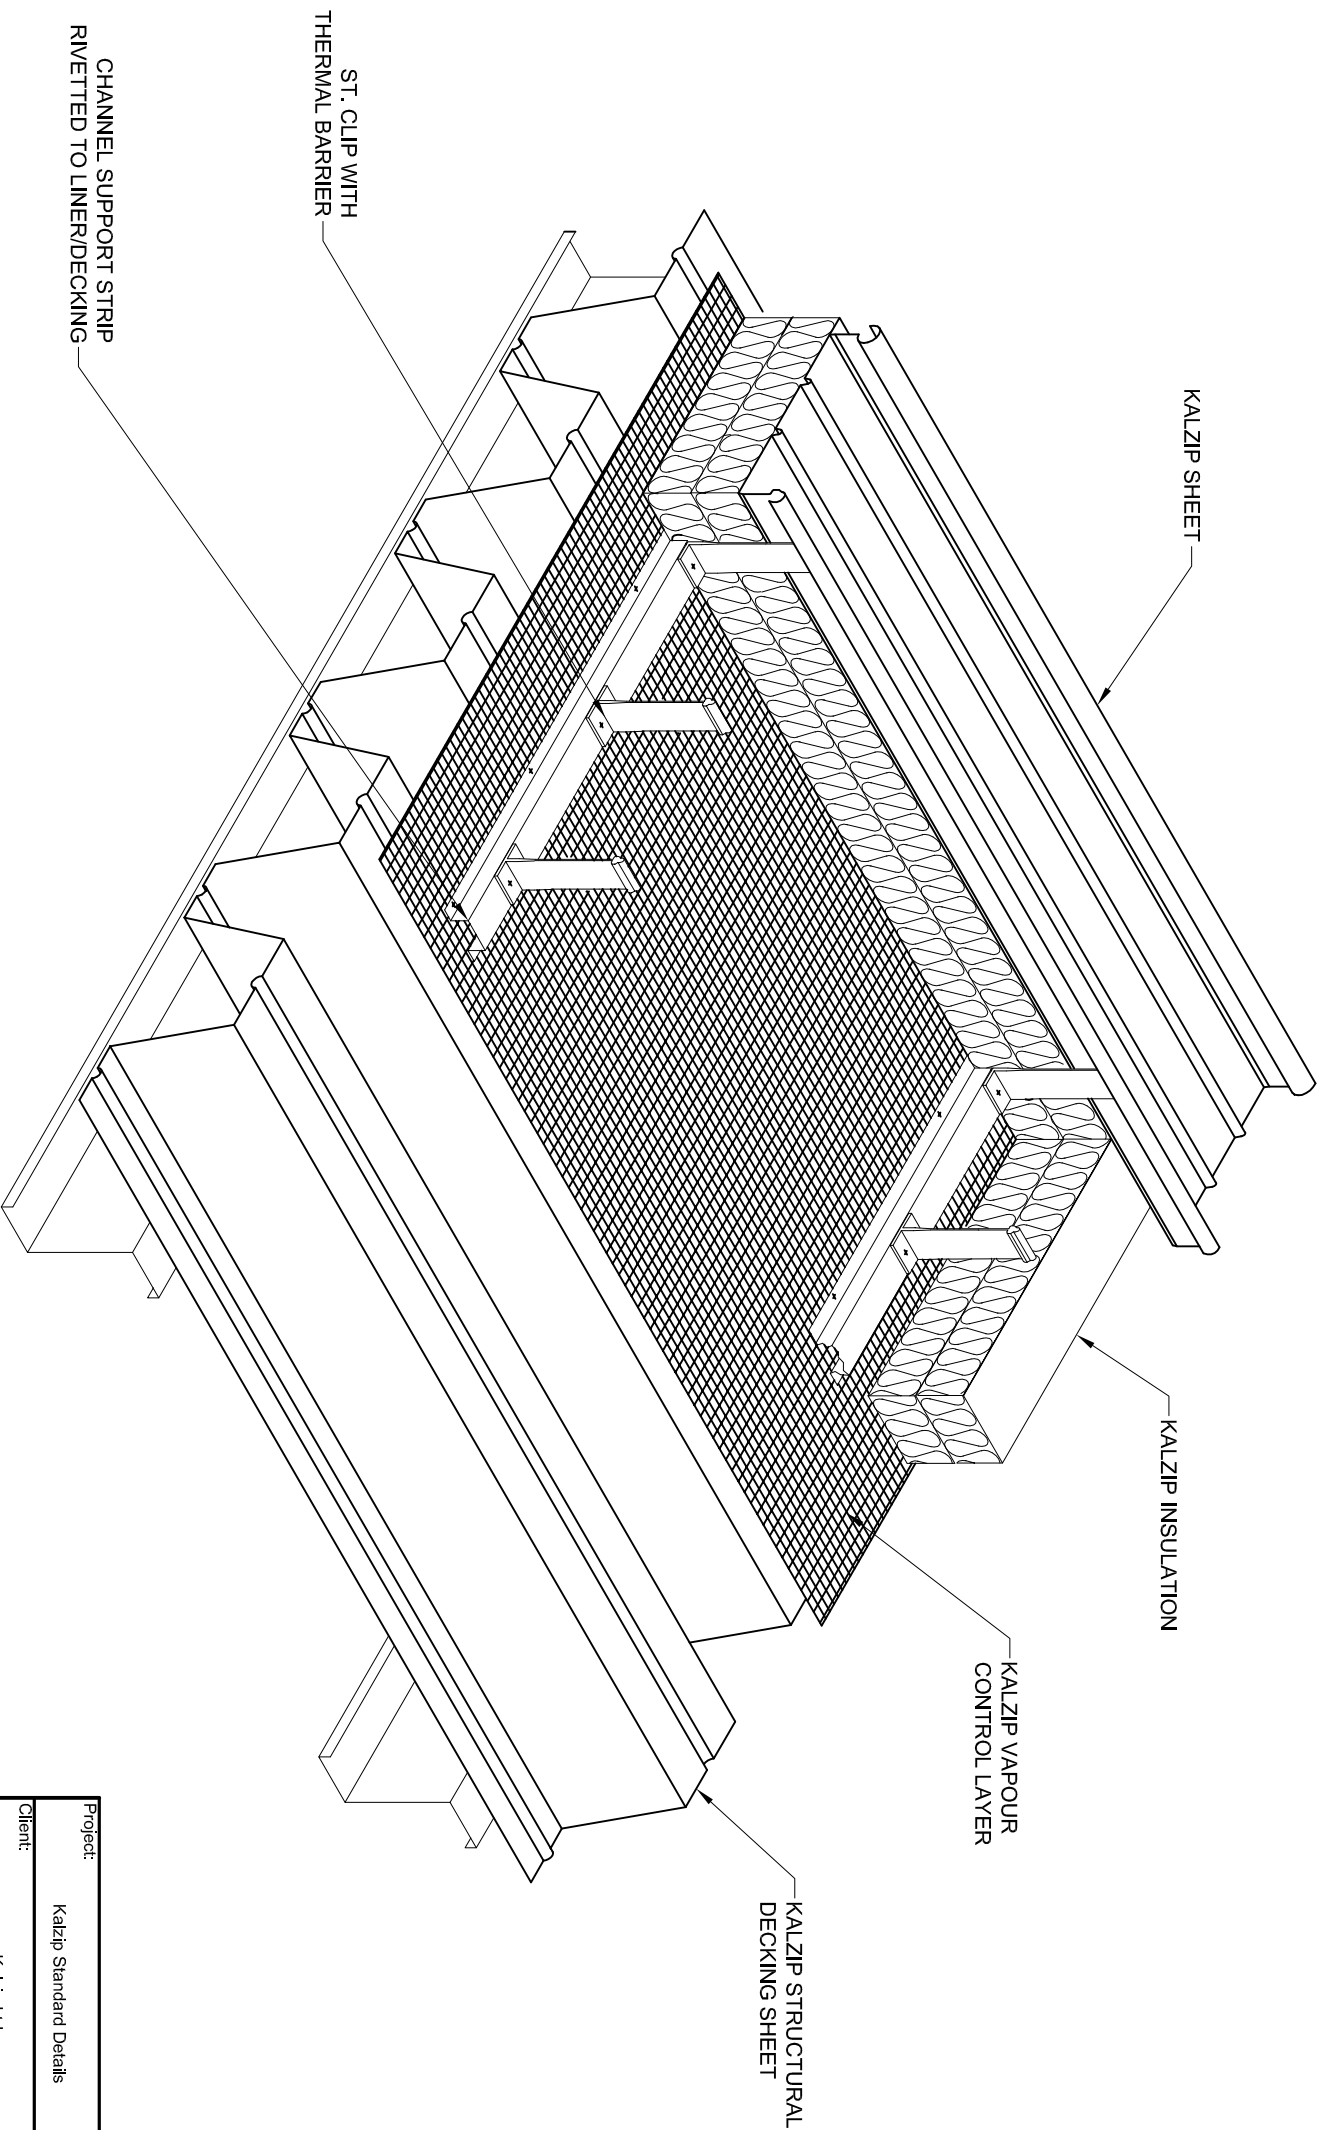 KALZIP SHEET
KALZIP INSULATION
KALZIP VAPOUR
CONTROL LAYER
KALZIP STRUCTURAL
DECKING SHEET
ST. CLIP WITH
THERMAL BARRIER
CHANNEL SUPPORT STRIP
RIVETTED TO LINER/DECKING
Project:
Kalzip Standard Details
Client: